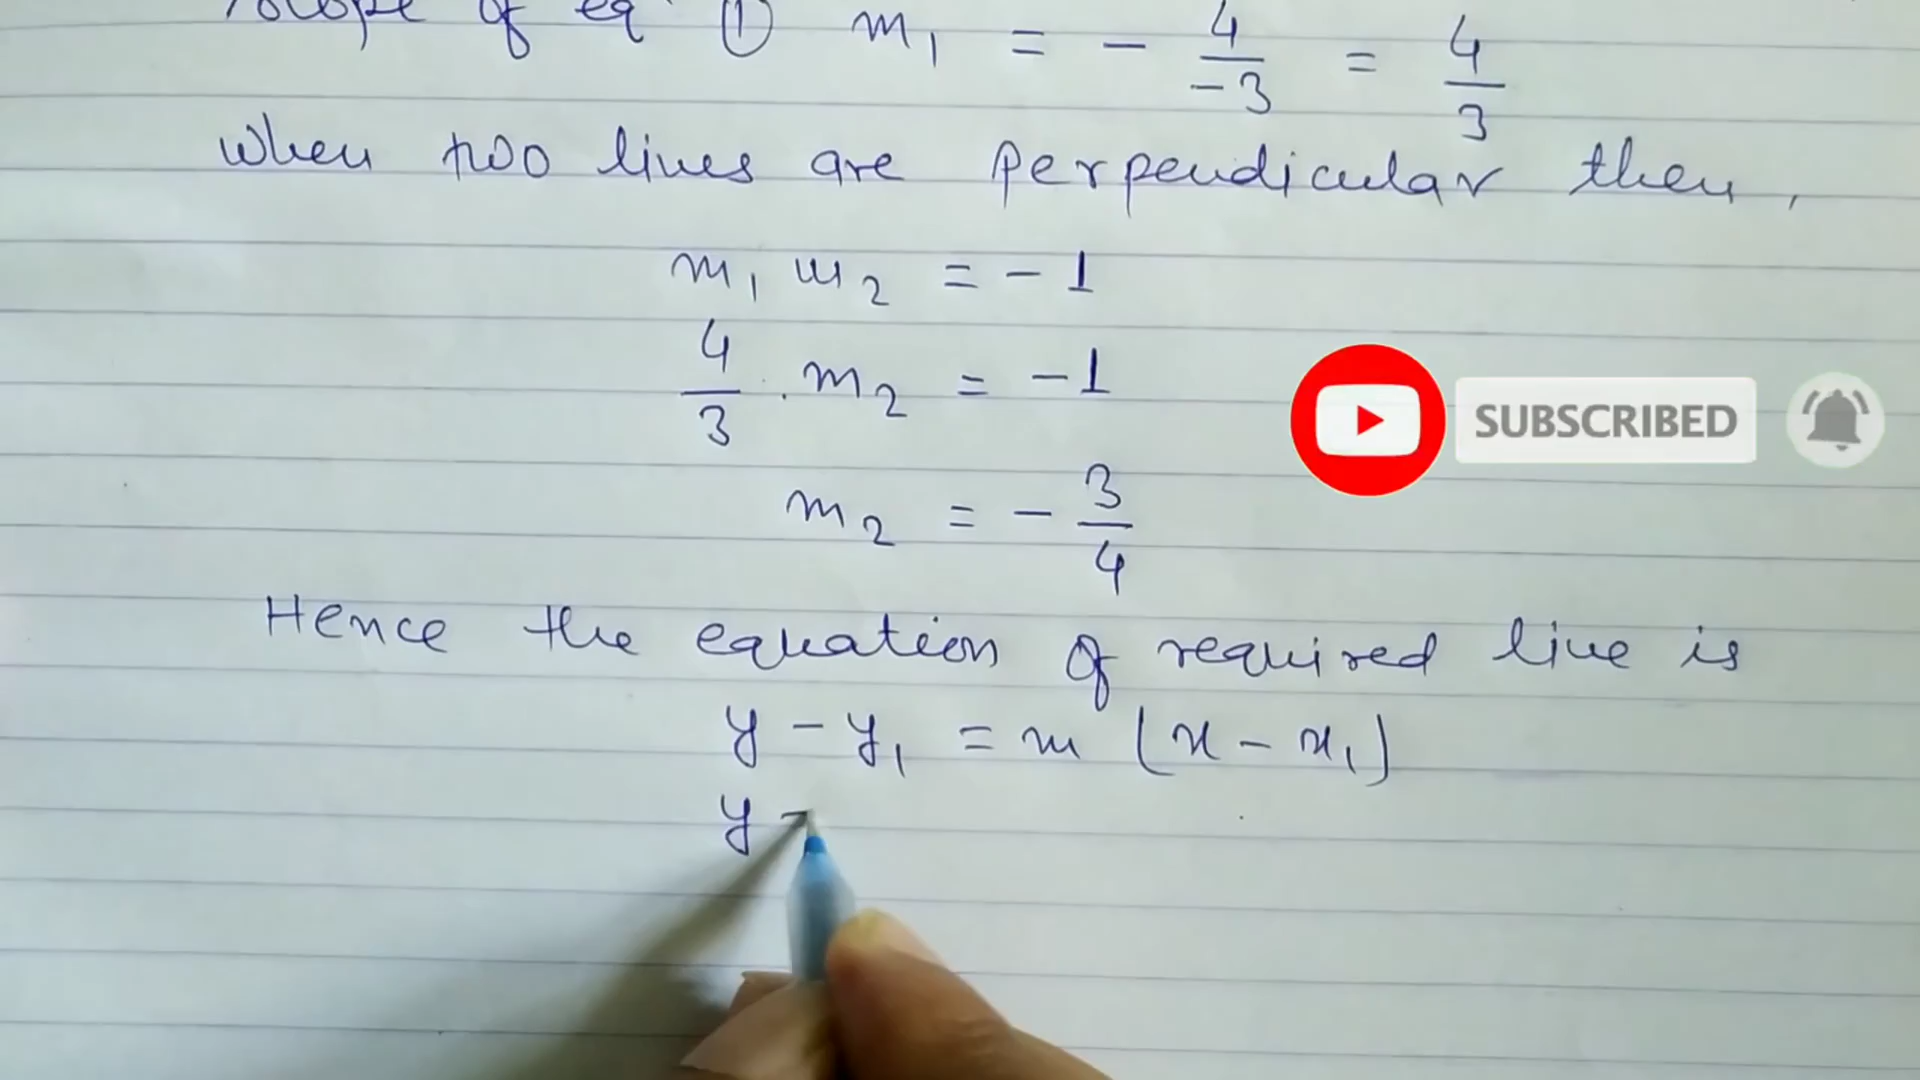 slope of eq ① m₁ = - 4/-3 = 4/3
when two lines are perpendicular then,
m₁ m₂ = - 1
4/3 . m₂ = - 1
SUBSCRIBED
m₂ = - 3/4
Hence the equation of required line is
y - y₁ = m (x - x₁)
y -